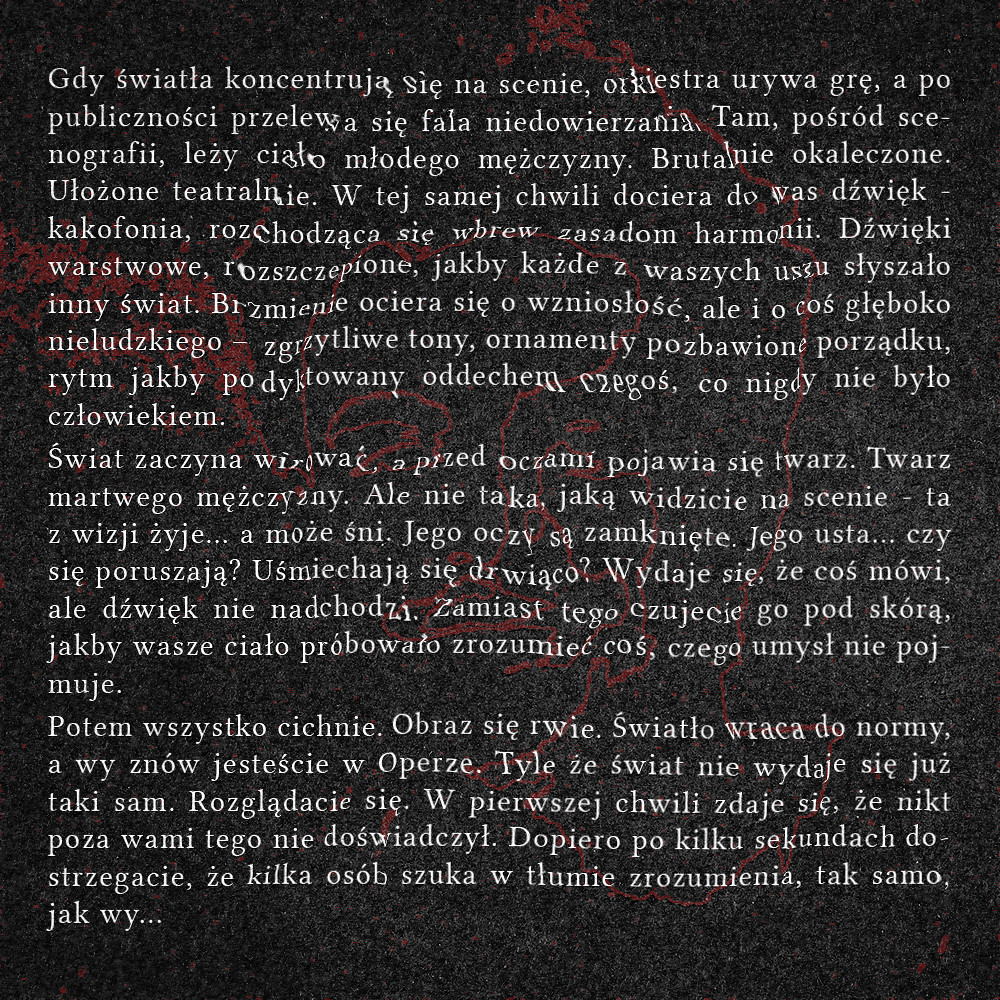 Gdy światła koncentrują się na scenie, orkiestra urywa grę, a po
publiczności przelewa się fala niedowierzania. Tam, pośród sce-
nografii, leży ciało młodego mężczyzny. Brutalnie okaleczone.
Ułożone teatralnie. W tej samej chwili dociera do was dźwięk -
kakofonia, rozchodząca się wbrew zasadom harmonii. Dźwięki
warstwowe, rozszczepione, jakby każde z waszych uszu słyszało
inny świat. Brzmienie ociera się o wzniosłość, ale i o coś głęboko
nieludzkiego – zgrzytliwe tony, ornamenty pozbawione porządku,
rytm jakby podyktowany oddechem czegoś, co nigdy nie było
człowiekiem.
Świat zaczyna wirować, a przed oczami pojawia się twarz. Twarz
martwego mężczyzny. Ale nie taka, jaką widzicie na scenie - ta
z wizji żyje... a może śni. Jego oczy są zamknięte. Jego usta... czy
się poruszają? Uśmiechają się drwiąco? Wydaje się, że coś mówi,
ale dźwięk nie nadchodzi. Zamiast tego czujecie go pod skórą,
jakby wasze ciało próbowało zrozumieć coś, czego umysł nie poj-
muje.
Potem wszystko cichnie. Obraz się rwie. Światło wraca do normy,
a wy znów jesteście w Operze. Tyle że świat nie wydaje się już
taki sam. Rozglądacie się. W pierwszej chwili zdaje się, że nikt
poza wami tego nie doświadczył. Dopiero po kilku sekundach do-
strzegacie, że kilka osób szuka w tłumie zrozumienia, tak samo,
jak wy...